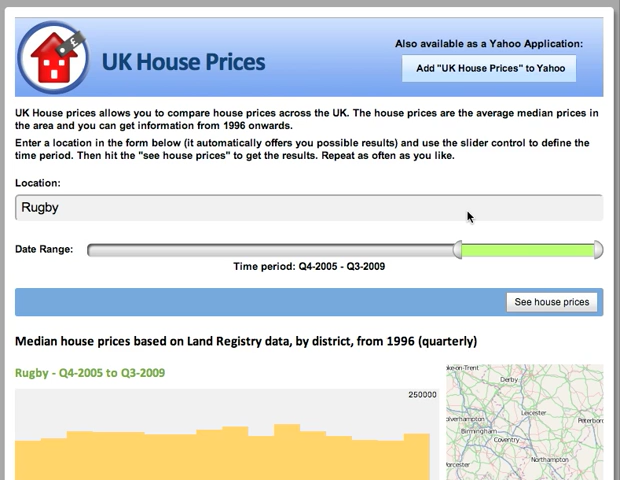 UK House Prices
Also available as a Yahoo Application:
Add "UK House Prices" to Yahoo
UK House prices allows you to compare house prices across the UK. The house prices are the average median prices in
the area and you can get information from 1996 onwards.
Enter a location in the form below (it automatically offers you possible results) and use the slider control to define the
time period. Then hit the "see house prices" to get the results. Repeat as often as you like.
Location:
Rugby
Date Range:
Time period: Q4-2005 - Q3-2009
See house prices
Median house prices based on Land Registry data, by district, from 1996 (quarterly)
Rugby - Q4-2005 to Q3-2009
250000
ke-on-Trent
Derby
Leicester
olverhampton
Peterbor
Birmingham
Coventry
Northampton
orcester